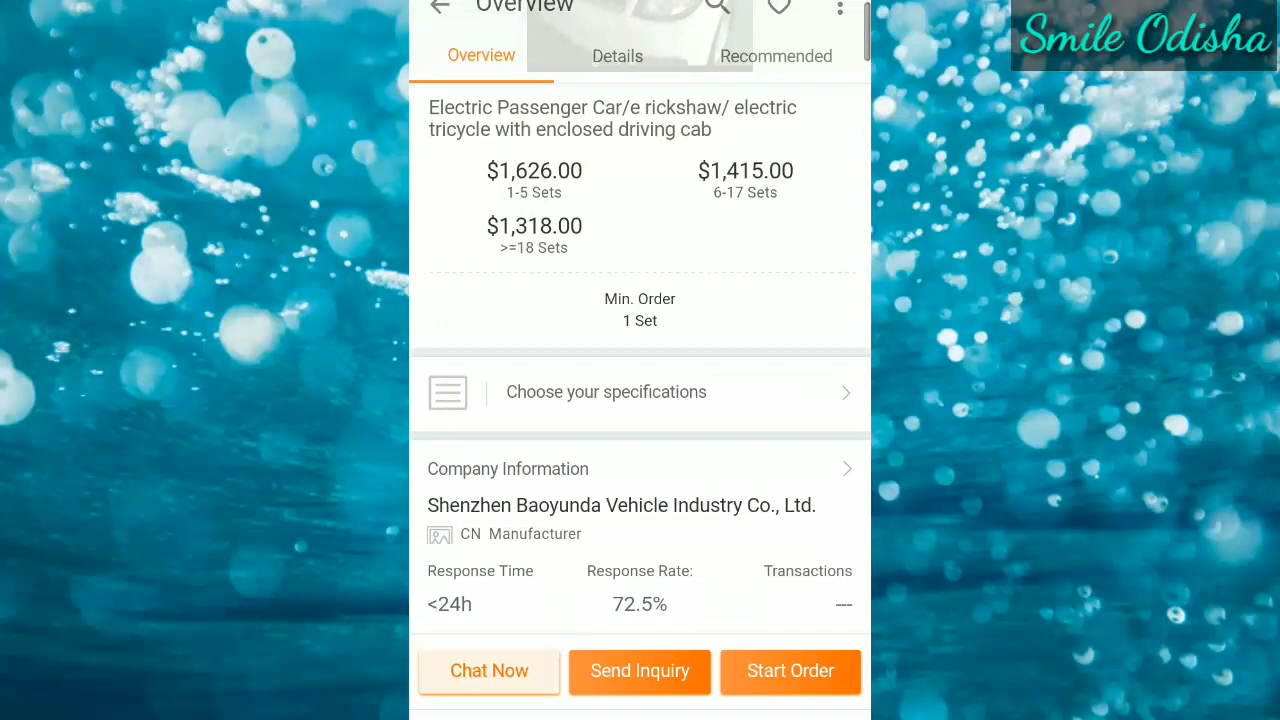 Overview
Smile Odisha
Overview
Details
Recommended
Electric Passenger Car/e rickshaw/ electric
tricycle with enclosed driving cab
$1,626.00
$1,415.00
1-5 Sets
6-17 Sets
$1,318.00
>=18 Sets
Min. Order
1 Set
Choose your specifications
Company Information
Shenzhen Baoyunda Vehicle Industry Co., Ltd.
CN Manufacturer
Response Time
Response Rate:
Transactions
<24h
72.5%
---
Chat Now
Send Inquiry
Start Order